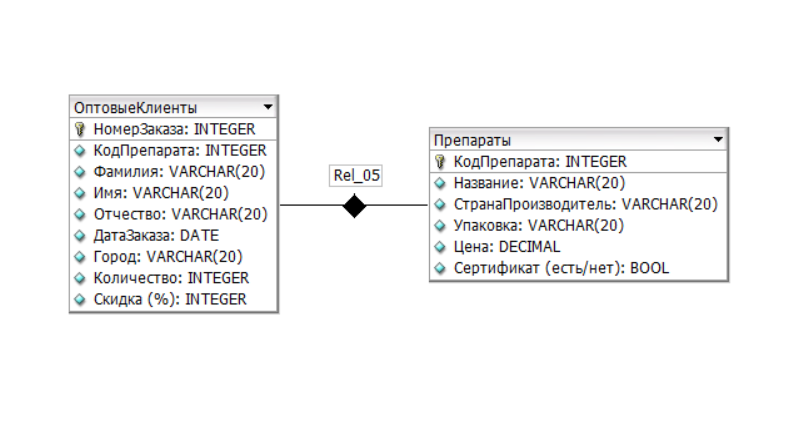 ОптовыеКлиенты
НомерЗаказа: INTEGER
КодПрепарата: INTEGER
Фамилия: VARCHAR(20)
Имя: VARCHAR(20)
Отчество: VARCHAR(20)
ДатаЗаказа: DATE
Город: VARCHAR(20)
Количество: INTEGER
Скидка (%): INTEGER
Rel_05
Препараты
КодПрепарата: INTEGER
Название: VARCHAR(20)
СтранаПроизводитель: VARCHAR(20)
Упаковка: VARCHAR(20)
Цена: DECIMAL
Сертификат (есть/нет): BOOL